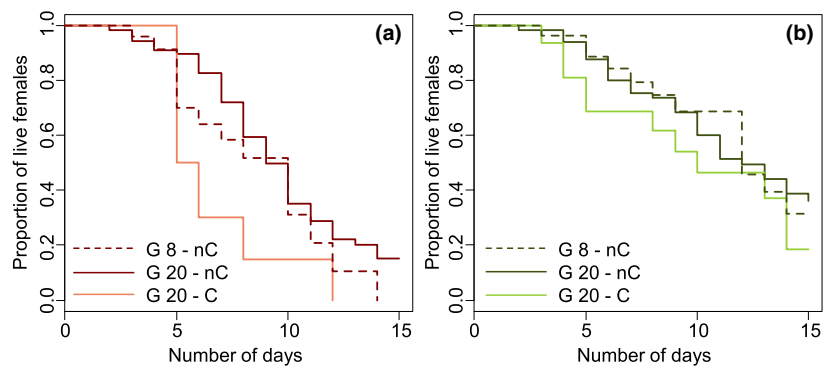 (a)
Proportion of live females
1.0
0.8
0.6
0.4
0.2
0.0
G 8 - nC
G 20 - nC
G 20 - C
0 5 10 15
Number of days
(b)
Proportion of live females
1.0
0.8
0.6
0.4
0.2
0.0
G 8 - nC
G 20 - nC
G 20 - C
0 5 10 15
Number of days